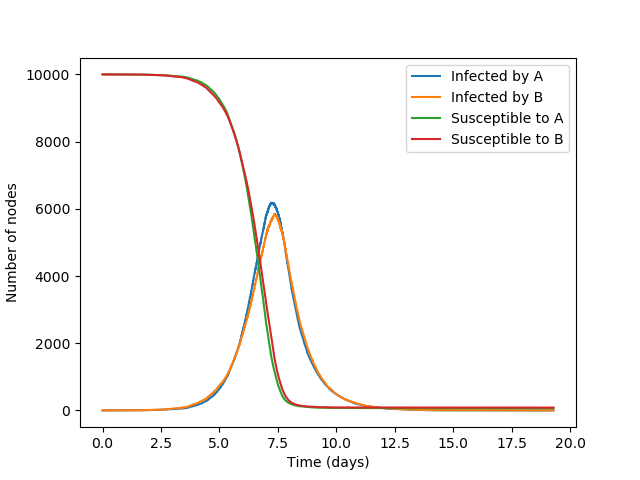 Infected by A
Infected by B
Susceptible to A
Susceptible to B
Number of nodes
10000
8000
6000
4000
2000
0
0.0 2.5 5.0 7.5 10.0 12.5 15.0 17.5 20.0
Time (days)